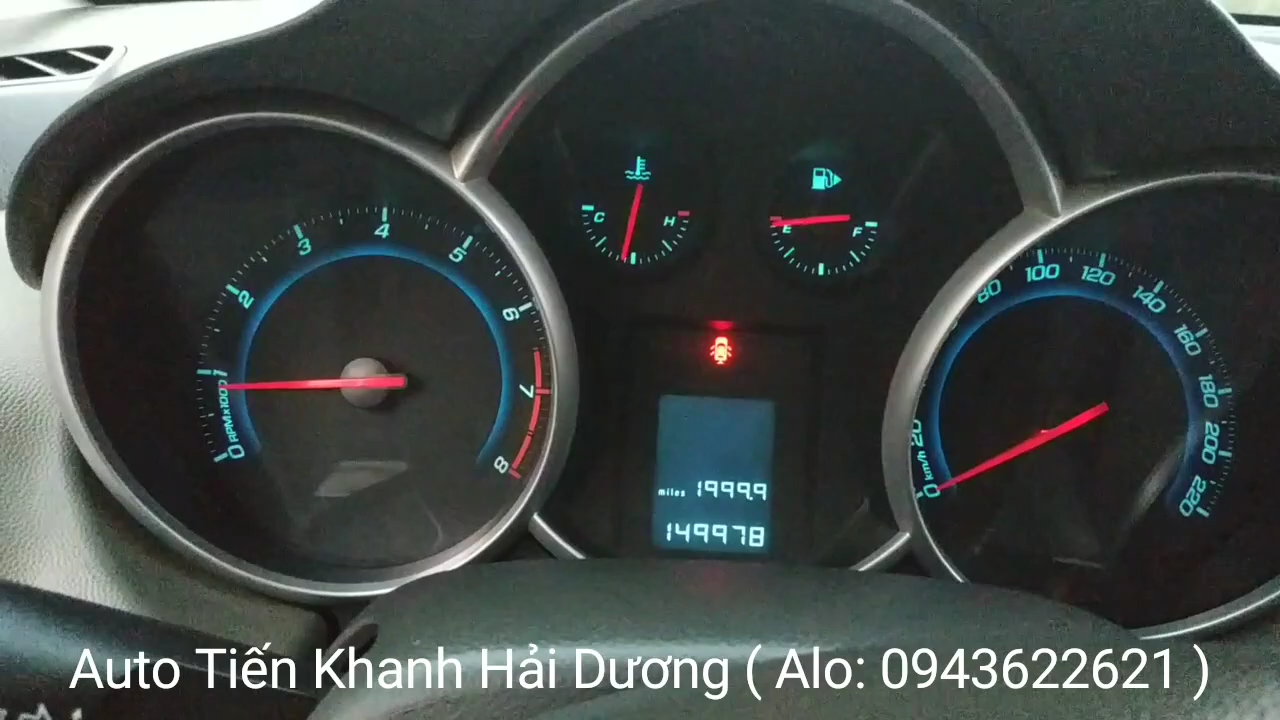 C H
E F
0 RPMx1000 1 2 3 4 5 6 7 8
0 km/h 20 80 100 120 140 160 180 200 220
miles 1999.9
149978
Auto Tiến Khanh Hải Dương ( Alo: 0943622621 )